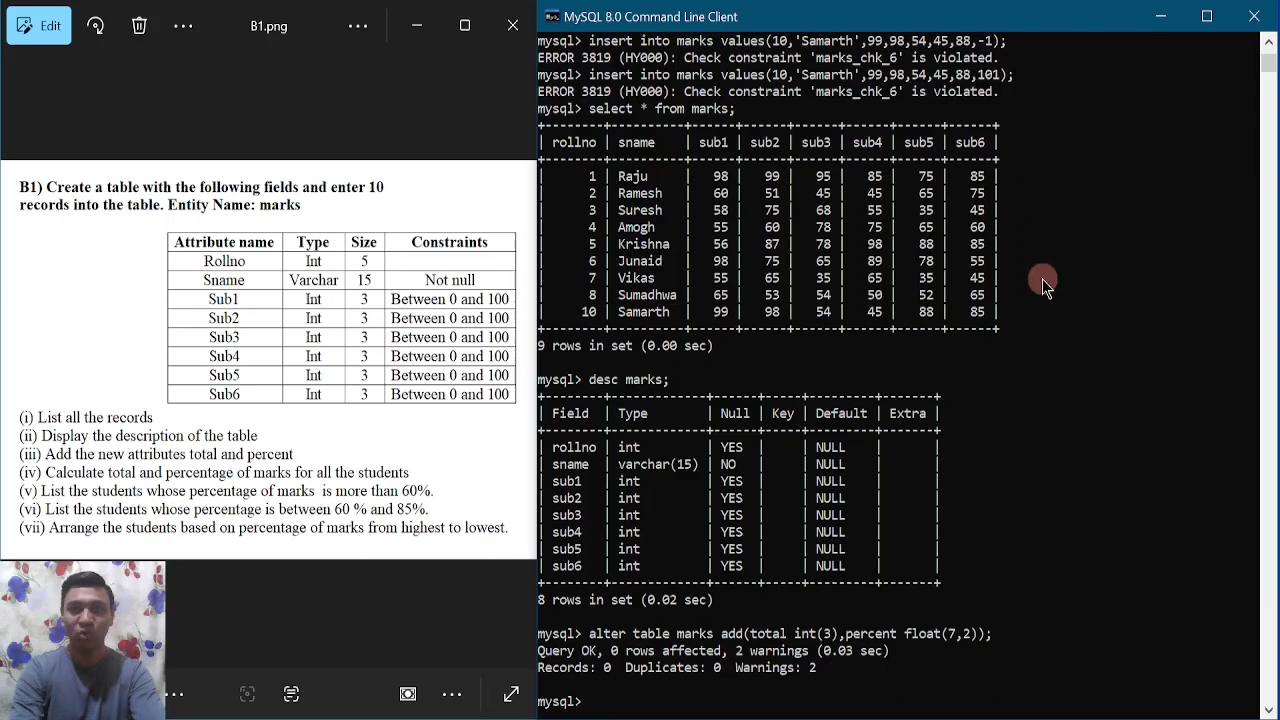 Edit
B1.png
B1) Create a table with the following fields and enter 10
records into the table. Entity Name: marks
Attribute name Type Size Constraints
Rollno Int 5
Sname Varchar 15 Not null
Sub1 Int 3 Between 0 and 100
Sub2 Int 3 Between 0 and 100
Sub3 Int 3 Between 0 and 100
Sub4 Int 3 Between 0 and 100
Sub5 Int 3 Between 0 and 100
Sub6 Int 3 Between 0 and 100
(i) List all the records
(ii) Display the description of the table
(iii) Add the new attributes total and percent
(iv) Calculate total and percentage of marks for all the students
(v) List the students whose percentage of marks is more than 60%.
(vi) List the students whose percentage is between 60 % and 85%.
(vii) Arrange the students based on percentage of marks from highest to lowest.
MySQL 8.0 Command Line Client
mysql> insert into marks values(10,'Samarth',99,98,54,45,88,-1);
ERROR 3819 (HY000): Check constraint 'marks_chk_6' is violated.
mysql> insert into marks values(10,'Samarth',99,98,54,45,88,101);
ERROR 3819 (HY000): Check constraint 'marks_chk_6' is violated.
mysql> select * from marks;
| rollno | sname | sub1 | sub2 | sub3 | sub4 | sub5 | sub6 |
| 1 | Raju | 98 | 99 | 95 | 85 | 75 | 85 |
| 2 | Ramesh | 60 | 51 | 45 | 45 | 65 | 75 |
| 3 | Suresh | 58 | 75 | 68 | 55 | 35 | 45 |
| 4 | Amogh | 55 | 60 | 78 | 75 | 65 | 60 |
| 5 | Krishna | 56 | 87 | 78 | 98 | 88 | 85 |
| 6 | Junaid | 98 | 75 | 65 | 89 | 78 | 55 |
| 7 | Vikas | 55 | 65 | 35 | 65 | 35 | 45 |
| 8 | Sumadhwa | 65 | 53 | 54 | 50 | 52 | 65 |
| 10 | Samarth | 99 | 98 | 54 | 45 | 88 | 85 |
9 rows in set (0.00 sec)
mysql> desc marks;
| Field | Type | Null | Key | Default | Extra |
| rollno | int | YES | | NULL | |
| sname | varchar(15) | NO | | NULL | |
| sub1 | int | YES | | NULL | |
| sub2 | int | YES | | NULL | |
| sub3 | int | YES | | NULL | |
| sub4 | int | YES | | NULL | |
| sub5 | int | YES | | NULL | |
| sub6 | int | YES | | NULL | |
8 rows in set (0.02 sec)
mysql> alter table marks add(total int(3),percent float(7,2));
Query OK, 0 rows affected, 2 warnings (0.03 sec)
Records: 0 Duplicates: 0 Warnings: 2
mysql>